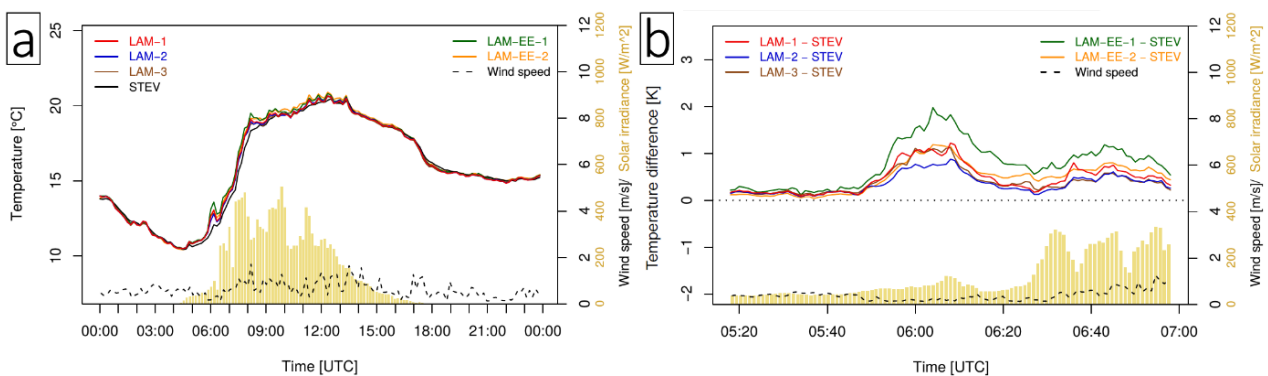 a
25
20
15
10
Temperature [°C]
LAM-1
LAM-2
LAM-3
STEV
LAM-EE-1
LAM-EE-2
Wind speed
12
10
8
6
4
2
0
Wind speed [m/s]/ Solar irradiance [W/m^2]
1200
1000
800
600
400
200
0
00:00 03:00 06:00 09:00 12:00 15:00 18:00 21:00 00:00
Time [UTC]
b
3
2
1
0
−1
−2
Temperature difference [K]
LAM-1 - STEV
LAM-2 - STEV
LAM-3 - STEV
LAM-EE-1 - STEV
LAM-EE-2 - STEV
Wind speed
12
10
8
6
4
2
0
Wind speed [m/s]/ Solar irradiance [W/m^2]
1200
1000
800
600
400
200
0
05:20 05:40 06:00 06:20 06:40 07:00
Time [UTC]